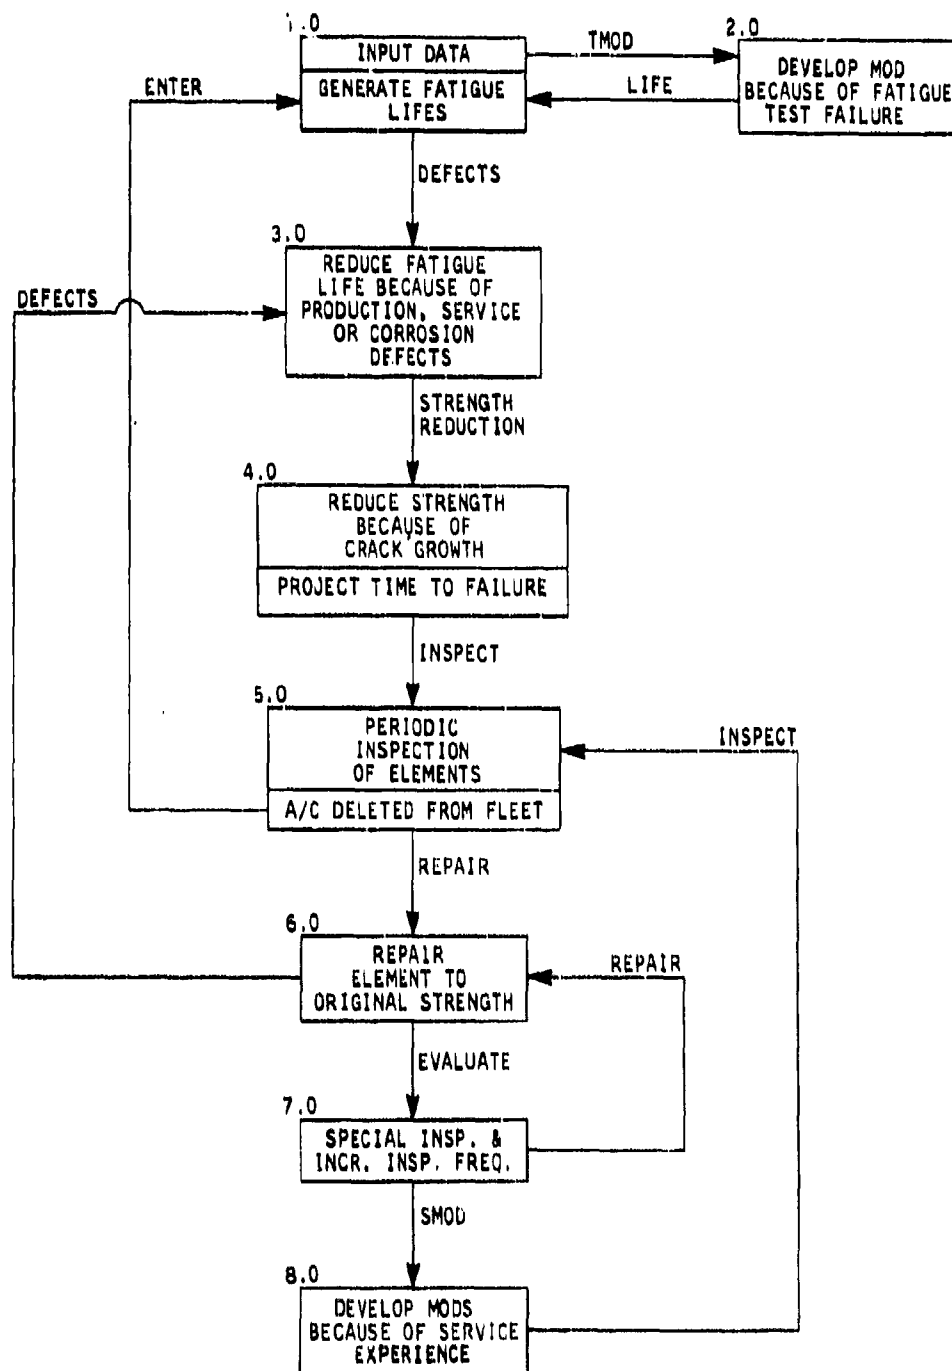 1.0
INPUT DATA
GENERATE FATIGUE
LIFES
TMOD
LIFE
2.0
DEVELOP MOD
BECAUSE OF FATIGUE
TEST FAILURE
ENTER
DEFECTS
3.0
REDUCE FATIGUE
LIFE BECAUSE OF
PRODUCTION, SERVICE
OR CORROSION
DEFECTS
DEFECTS
STRENGTH
REDUCTION
4.0
REDUCE STRENGTH
BECAUSE OF
CRACK GROWTH
PROJECT TIME TO FAILURE
INSPECT
5.0
PERIODIC
INSPECTION
OF ELEMENTS
A/C DELETED FROM FLEET
INSPECT
REPAIR
6.0
REPAIR
ELEMENT TO
ORIGINAL STRENGTH
REPAIR
EVALUATE
7.0
SPECIAL INSP. &
INCR. INSP. FREQ.
SMOD
8.0
DEVELOP MODS
BECAUSE OF SERVICE
EXPERIENCE